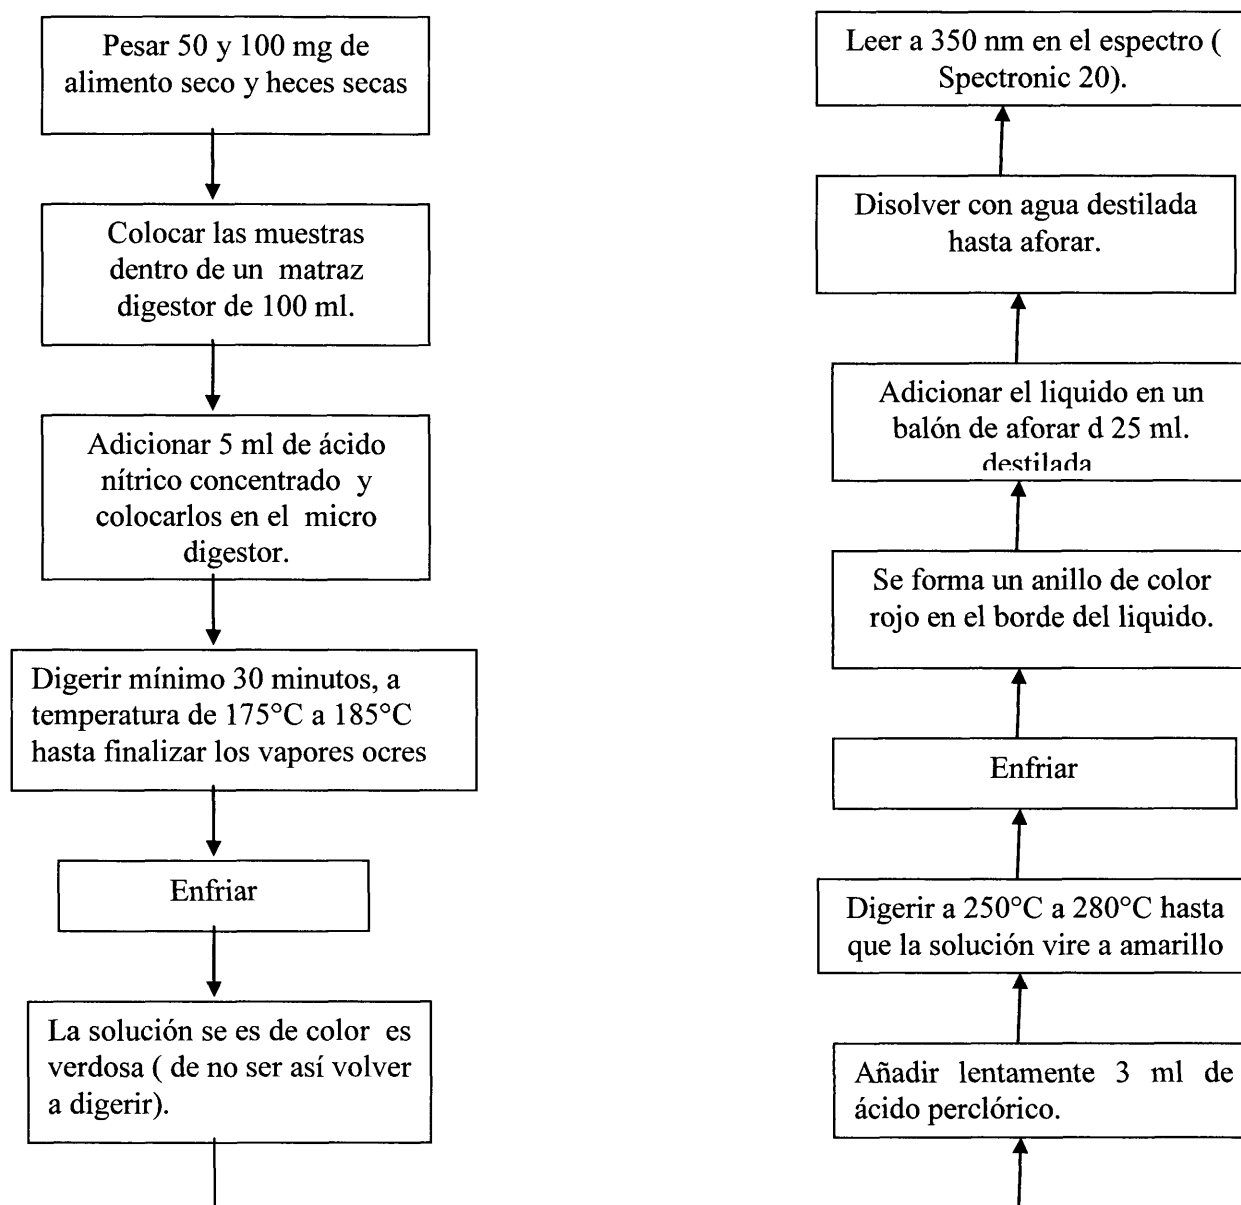 Pesar 50 y 100 mg de
alimento seco y heces secas
Colocar las muestras
dentro de un matraz
digestor de 100 ml.
Adicionar 5 ml de ácido
nítrico concentrado y
colocarlos en el micro
digestor.
Digerir mínimo 30 minutos, a
temperatura de 175°C a 185°C
hasta finalizar los vapores ocres
Enfriar
La solución se es de color es
verdosa ( de no ser así volver
a digerir).
Añadir lentamente 3 ml de
ácido perclórico.
Digerir a 250°C a 280°C hasta
que la solución vire a amarillo
Enfriar
Se forma un anillo de color
rojo en el borde del liquido.
Adicionar el liquido en un
balón de aforar d 25 ml.
destilada
Disolver con agua destilada
hasta aforar.
Leer a 350 nm en el espectro (
Spectronic 20).